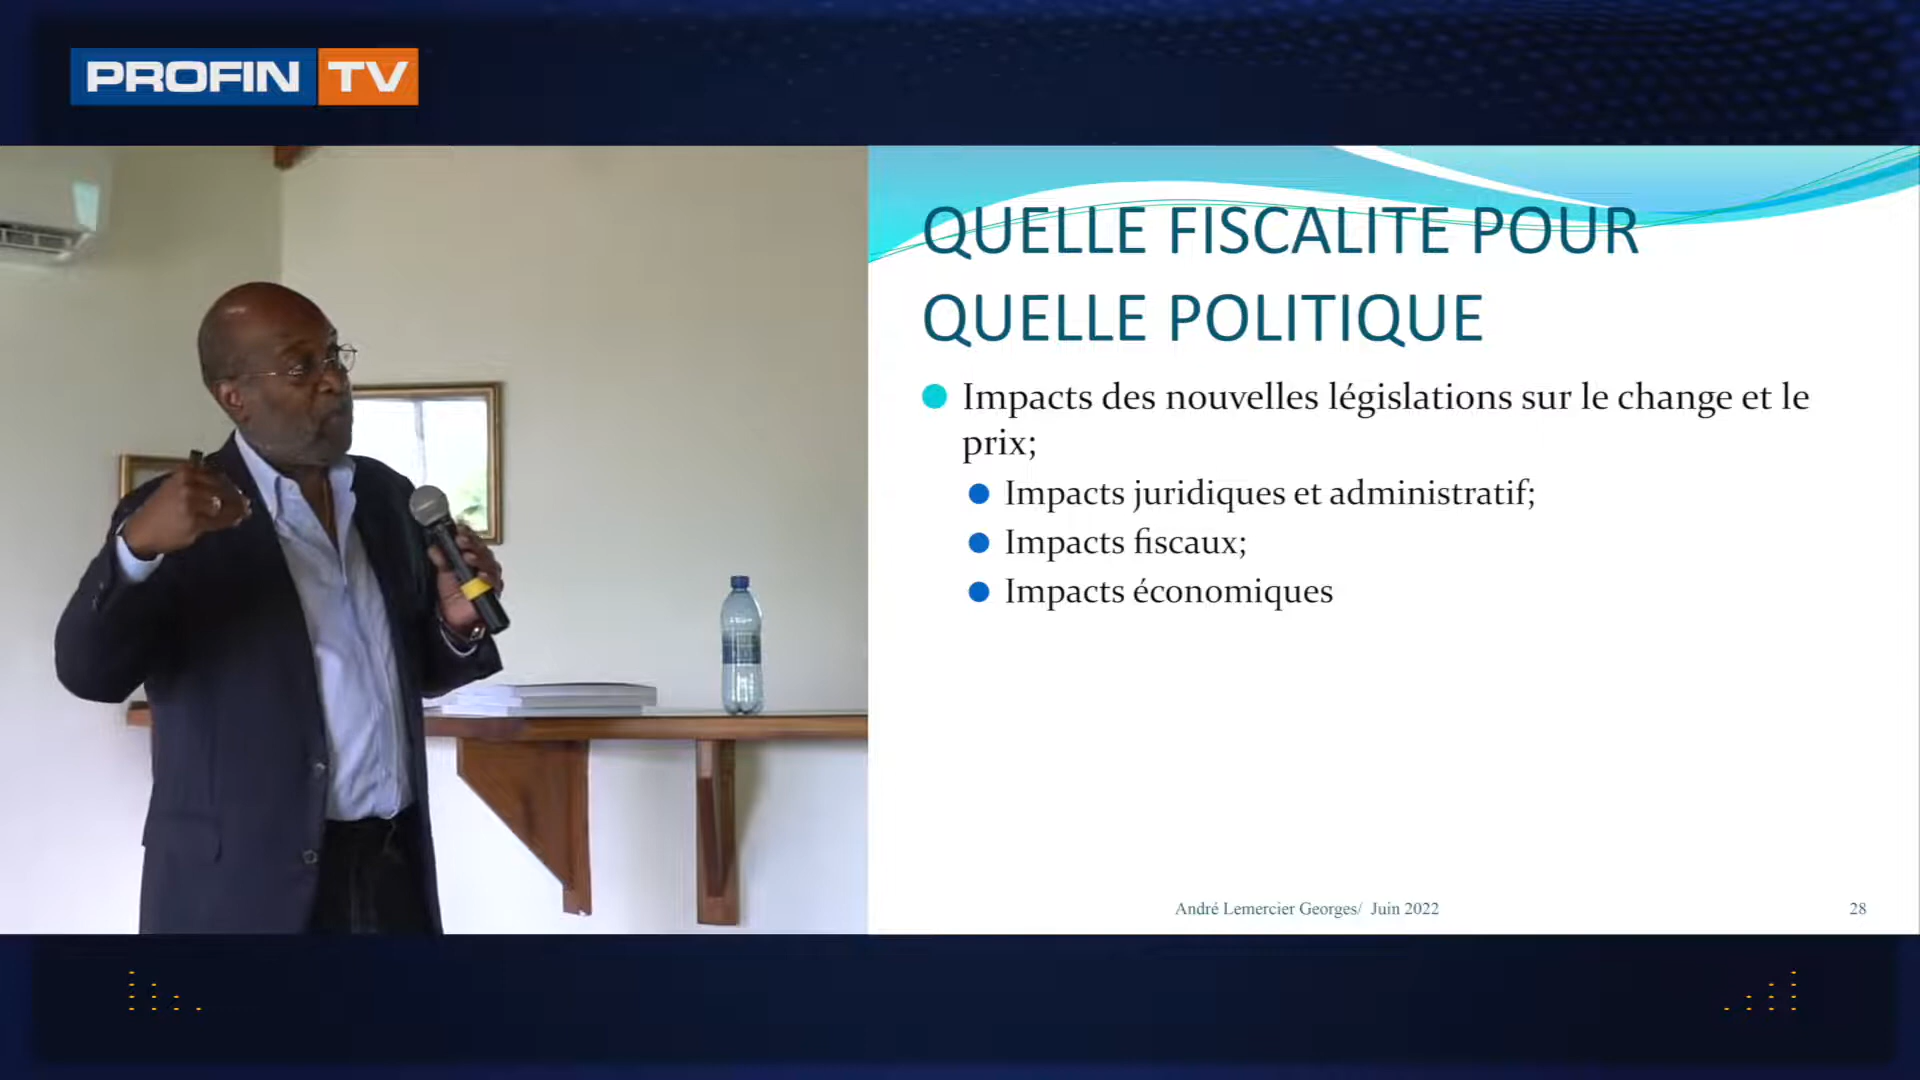 PROFIN TV
QUELLE FISCALITE POUR
QUELLE POLITIQUE
Impacts des nouvelles législations sur le change et le
prix;
Impacts juridiques et administratif;
Impacts fiscaux;
Impacts économiques
André Lemercier Georges/ Juin 2022
28